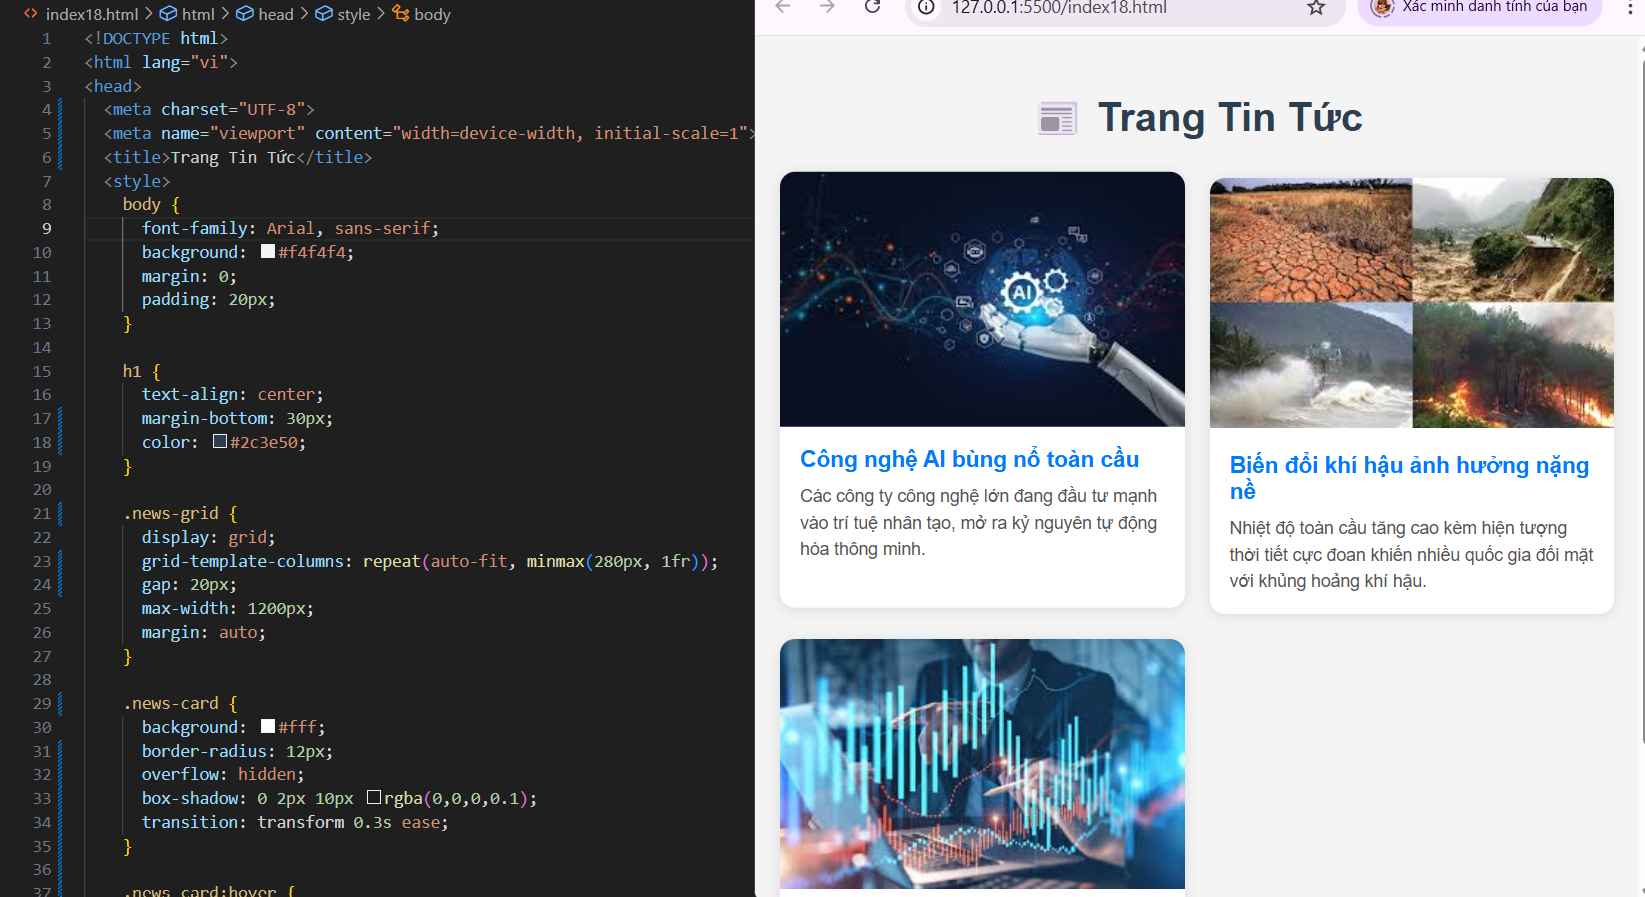 index18.html > html > head > style > body
1 <!DOCTYPE html>
2 <html lang="vi">
3 <head>
4 <meta charset="UTF-8">
5 <meta name="viewport" content="width=device-width, initial-scale=1">
6 <title>Trang Tin Tức</title>
7 <style>
8 body {
9 font-family: Arial, sans-serif;
10 background: #f4f4f4;
11 margin: 0;
12 padding: 20px;
13 }
14
15 h1 {
16 text-align: center;
17 margin-bottom: 30px;
18 color: #2c3e50;
19 }
20
21 .news-grid {
22 display: grid;
23 grid-template-columns: repeat(auto-fit, minmax(280px, 1fr));
24 gap: 20px;
25 max-width: 1200px;
26 margin: auto;
27 }
28
29 .news-card {
30 background: #fff;
31 border-radius: 12px;
32 overflow: hidden;
33 box-shadow: 0 2px 10px rgba(0,0,0,0.1);
34 transition: transform 0.3s ease;
35 }
36
37 .news-card:hover {
127.0.0.1:5500/index18.html
Xác minh danh tính của bạn
Trang Tin Tức
AI
Công nghệ AI bùng nổ toàn cầu
Các công ty công nghệ lớn đang đầu tư mạnh
vào trí tuệ nhân tạo, mở ra kỷ nguyên tự động
hóa thông minh.
Biến đổi khí hậu ảnh hưởng nặng
nề
Nhiệt độ toàn cầu tăng cao kèm hiện tượng
thời tiết cực đoan khiến nhiều quốc gia đối mặt
với khủng hoảng khí hậu.